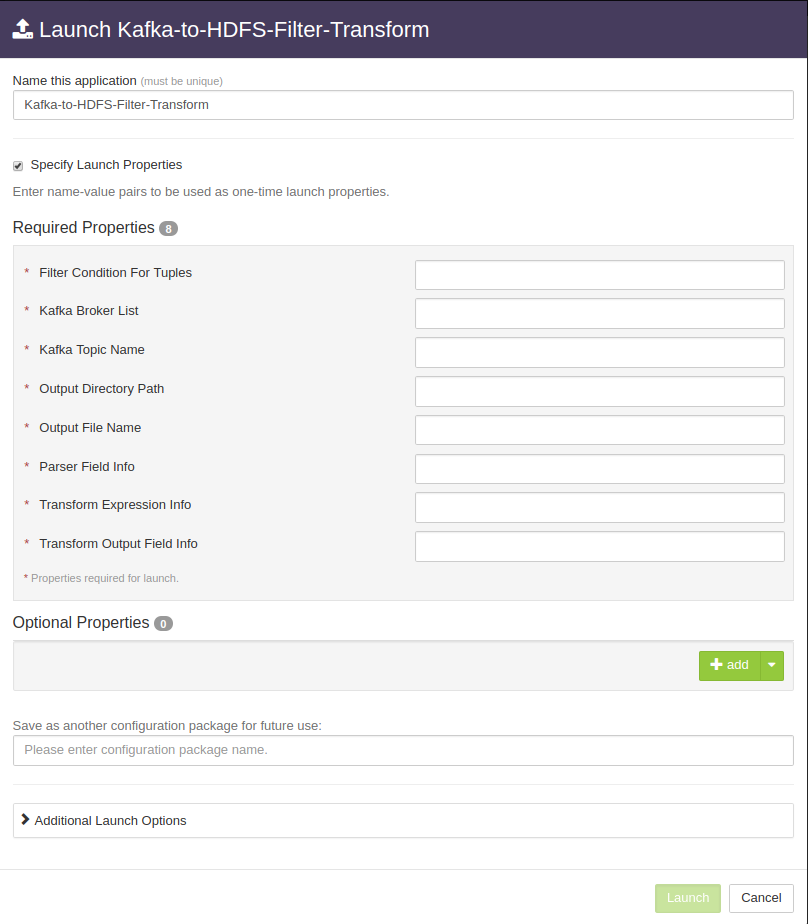 Launch Kafka-to-HDFS-Filter-Transform
Name this application (must be unique)
Kafka-to-HDFS-Filter-Transform
Specify Launch Properties
Enter name-value pairs to be used as one-time launch properties.
Required Properties 8
* Filter Condition For Tuples
* Kafka Broker List
* Kafka Topic Name
* Output Directory Path
* Output File Name
* Parser Field Info
* Transform Expression Info
* Transform Output Field Info
* Properties required for launch.
Optional Properties 0
add
Save as another configuration package for future use:
Please enter configuration package name.
Additional Launch Options
Launch Cancel